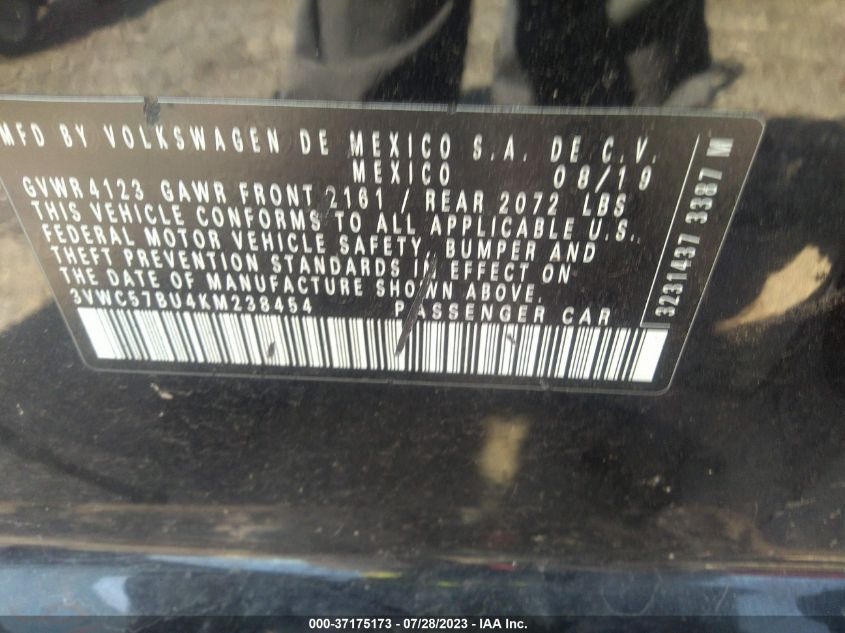 MFD BY VOLKSWAGEN DE MEXICO S.A. DE C.V.
MEXICO 08/19
GVWR 4123 GAWR FRONT 2161 / REAR 2072 LBS
THIS VEHICLE CONFORMS TO ALL APPLICABLE U.S.
FEDERAL MOTOR VEHICLE SAFETY, BUMPER AND
THEFT PREVENTION STANDARDS IN EFFECT ON
THE DATE OF MANUFACTURE SHOWN ABOVE.
3VWC57BU4KM238454 PASSENGER CAR
3231437 3387 M
000-37175173 - 07/28/2023 - IAA Inc.